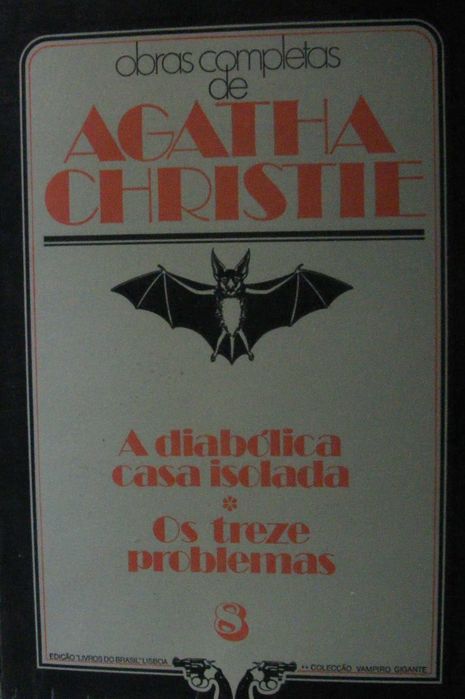 obras completas
de
AGATHA
CHRISTIE
A diabólica
casa isolada
*
Os treze
problemas
8
EDIÇÃO "LIVROS DO BRASIL" LISBOA
** COLECÇÃO VAMPIRO GIGANTE